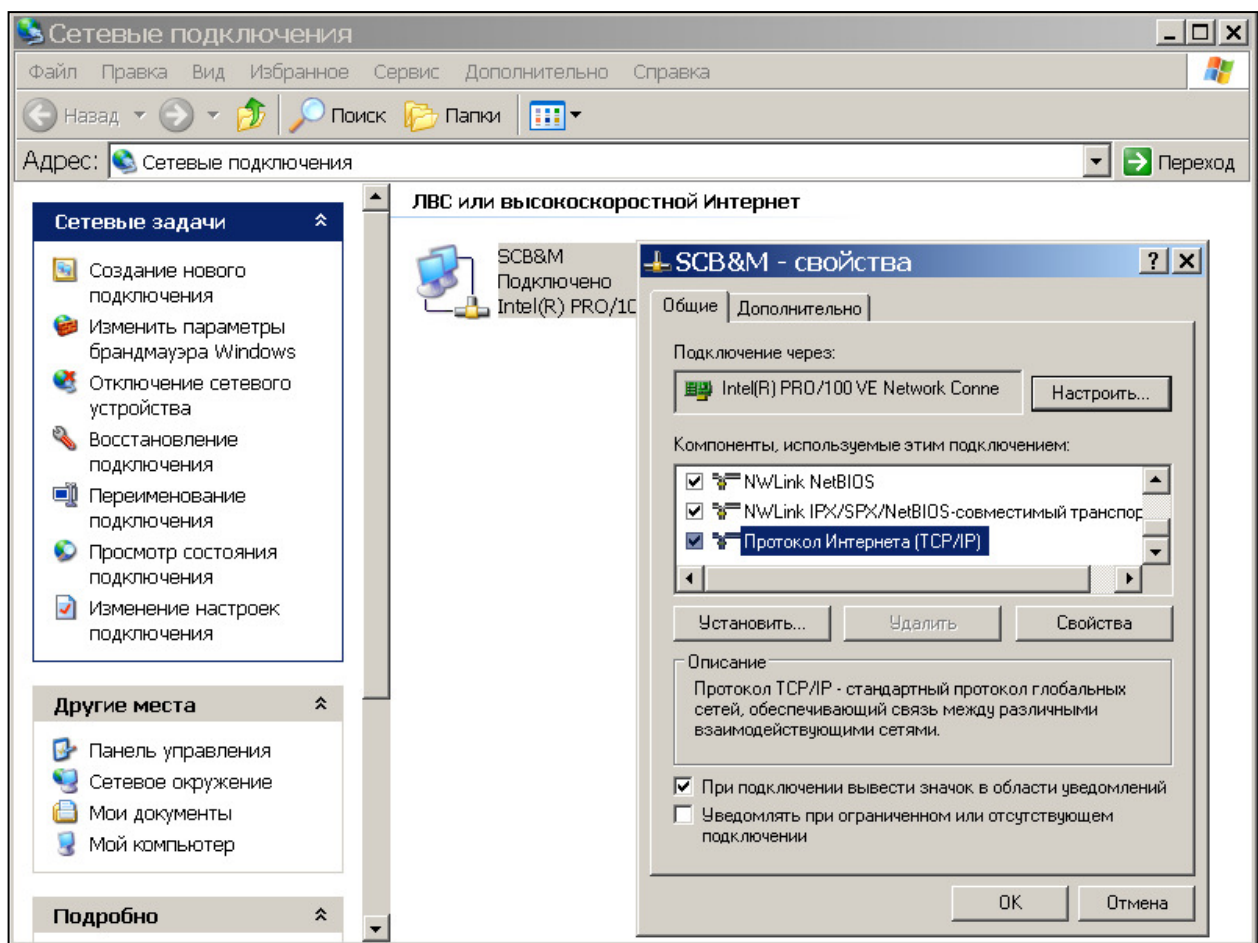 Сетевые подключения
Файл Правка Вид Избранное Сервис Дополнительно Справка
Назад Поиск Папки
Адрес: Сетевые подключения Переход
Сетевые задачи
Создание нового
подключения
Изменить параметры
брандмауэра Windows
Отключение сетевого
устройства
Восстановление
подключения
Переименование
подключения
Просмотр состояния
подключения
Изменение настроек
подключения
Другие места
Панель управления
Сетевое окружение
Мои документы
Мой компьютер
Подробно
ЛВС или высокоскоростной Интернет
SCB&M
Подключено
Intel(R) PRO/10
SCB&M - свойства
Общие Дополнительно
Подключение через:
Intel(R) PRO/100 VE Network Conne Настроить...
Компоненты, используемые этим подключением:
NWLink NetBIOS
NWLink IPX/SPX/NetBIOS-совместимый транспор
Протокол Интернета (TCP/IP)
Установить... Удалить Свойства
Описание
Протокол TCP/IP - стандартный протокол глобальных
сетей, обеспечивающий связь между различными
взаимодействующими сетями.
При подключении вывести значок в области уведомлений
Уведомлять при ограниченном или отсутствующем
подключении
OK Отмена